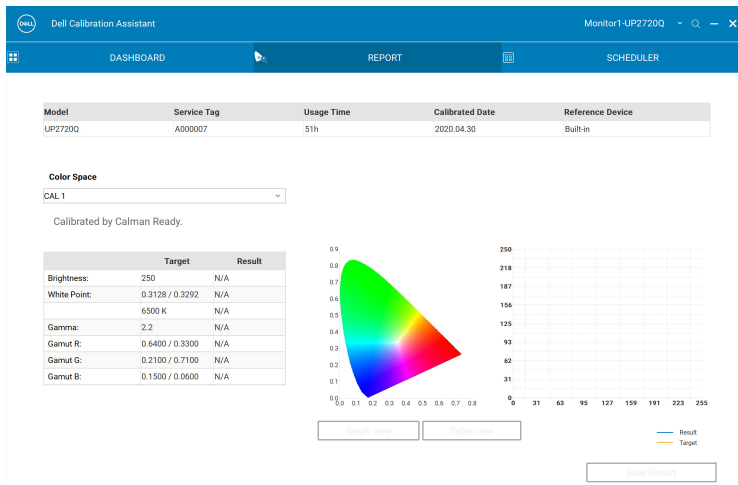 DELL
Dell Calibration Assistant
Monitor1-UP2720Q
DASHBOARD
REPORT
SCHEDULER
Model Service Tag Usage Time Calibrated Date Reference Device
UP2720Q A000007 51h 2020.04.30 Built-in
Color Space
CAL 1
Calibrated by Calman Ready.
Target Result
Brightness: 250 N/A
White Point: 0.3128 / 0.3292 N/A
6500 K N/A
Gamma: 2.2 N/A
Gamut R: 0.6400 / 0.3300 N/A
Gamut G: 0.2100 / 0.7100 N/A
Gamut B: 0.1500 / 0.0600 N/A
0.9
0.8
0.7
0.6
0.5
0.4
0.3
0.2
0.1
0.0
0.0 0.1 0.2 0.3 0.4 0.5 0.6 0.7 0.8
250
218
187
156
125
93
62
31
0
0 31 63 95 127 159 191 223 255
Graph view
Table view
Result
Target
Save Report